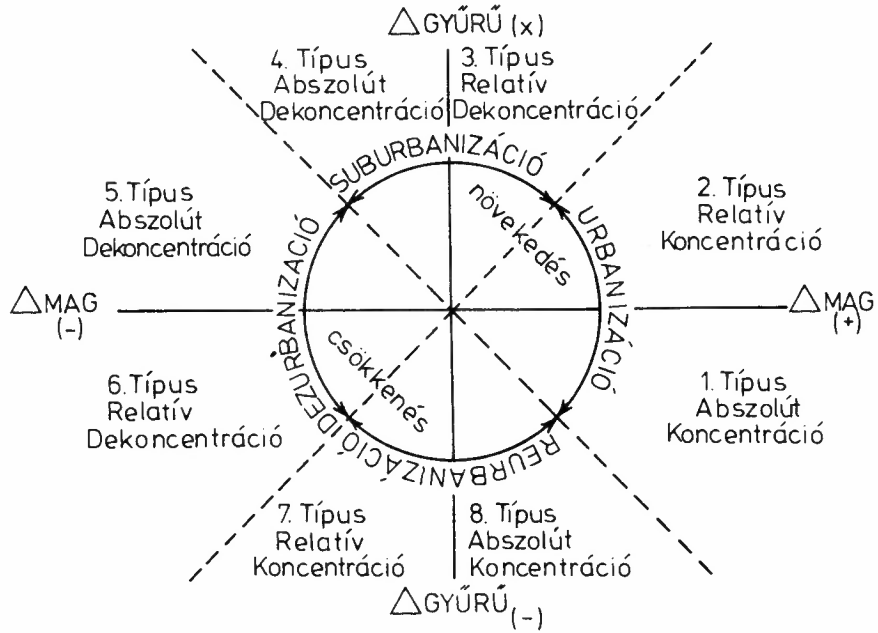 △ GYŰRŰ (x)
4. Típus
Abszolút
Dekoncentráció
3. Típus
Relatív
Dekoncentráció
SUBURBANIZÁCIÓ
5. Típus
Abszolút
Dekoncentráció
növekedés
URBANIZÁCIÓ
2. Típus
Relatív
Koncentráció
△ MAG
(-)
△ MAG
(+)
DEZURBANIZÁCIÓ
6. Típus
Relatív
Dekoncentráció
csökkenés
1. Típus
Abszolút
Koncentráció
REURBANIZÁCIÓ
7. Típus
Relatív
Koncentráció
8. Típus
Abszolút
Koncentráció
△ GYŰRŰ (-)